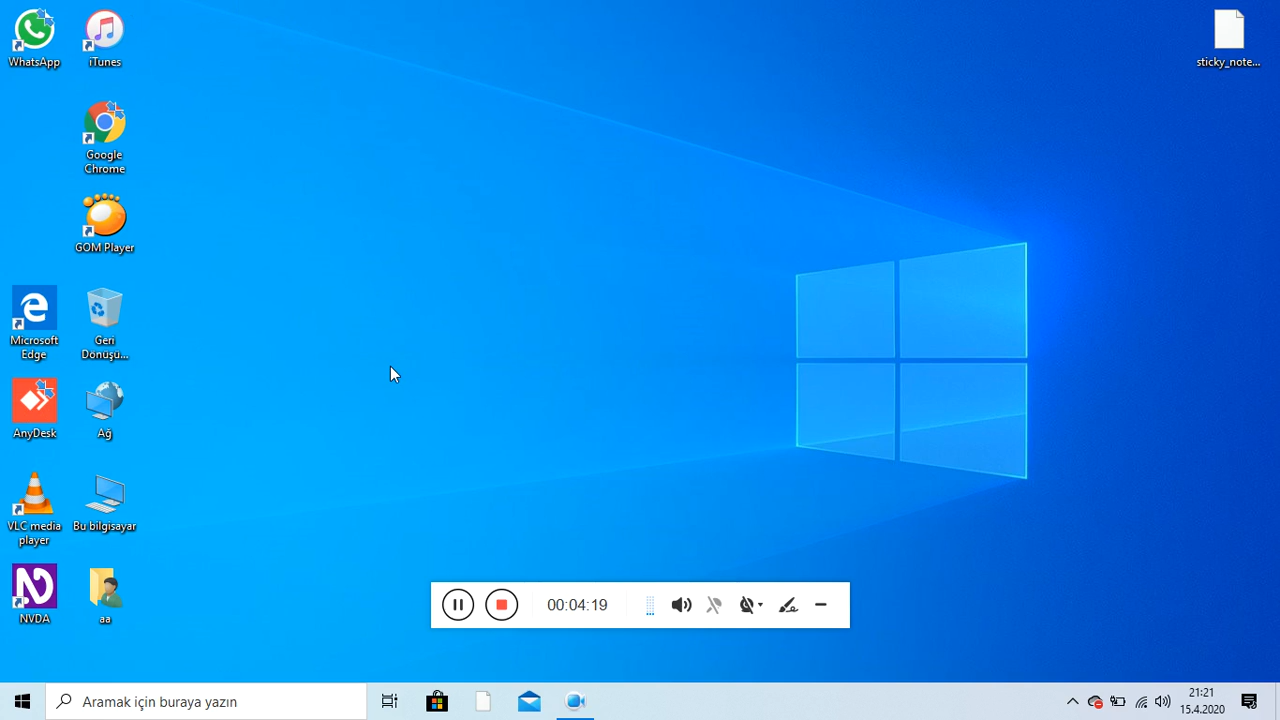 WhatsApp
iTunes
sticky_note...
Google
Chrome
GOM Player
Microsoft
Edge
Geri
Dönüşü...
AnyDesk
Ağ
VLC media
player
Bu bilgisayar
NVDA
aa
00:04:19
Aramak için buraya yazın
21:21
15.4.2020